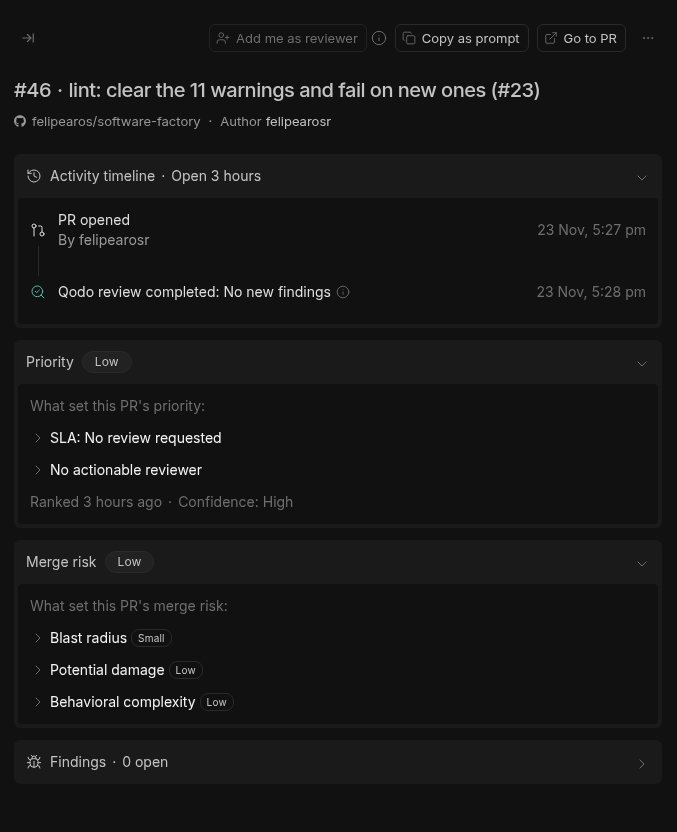 Add me as reviewer
Copy as prompt
Go to PR
#46 · lint: clear the 11 warnings and fail on new ones (#23)
felipearos/software-factory · Author felipearosr
Activity timeline · Open 3 hours
PR opened
By felipearosr
23 Nov, 5:27 pm
Qodo review completed: No new findings
23 Nov, 5:28 pm
Priority Low
What set this PR's priority:
SLA: No review requested
No actionable reviewer
Ranked 3 hours ago · Confidence: High
Merge risk Low
What set this PR's merge risk:
Blast radius Small
Potential damage Low
Behavioral complexity Low
Findings · 0 open